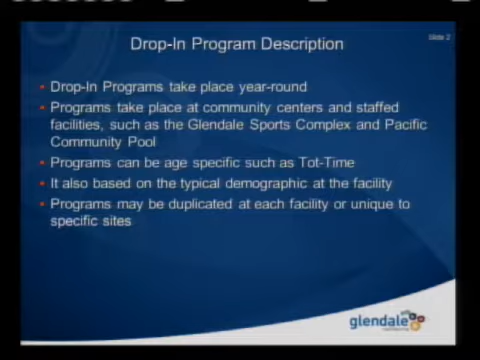 Slide 2
Drop-In Program Description
Drop-In Programs take place year-round
Programs take place at community centers and staffed
facilities, such as the Glendale Sports Complex and Pacific
Community Pool
Programs can be age specific such as Tot-Time
It also based on the typical demographic at the facility
Programs may be duplicated at each facility or unique to
specific sites
glendale